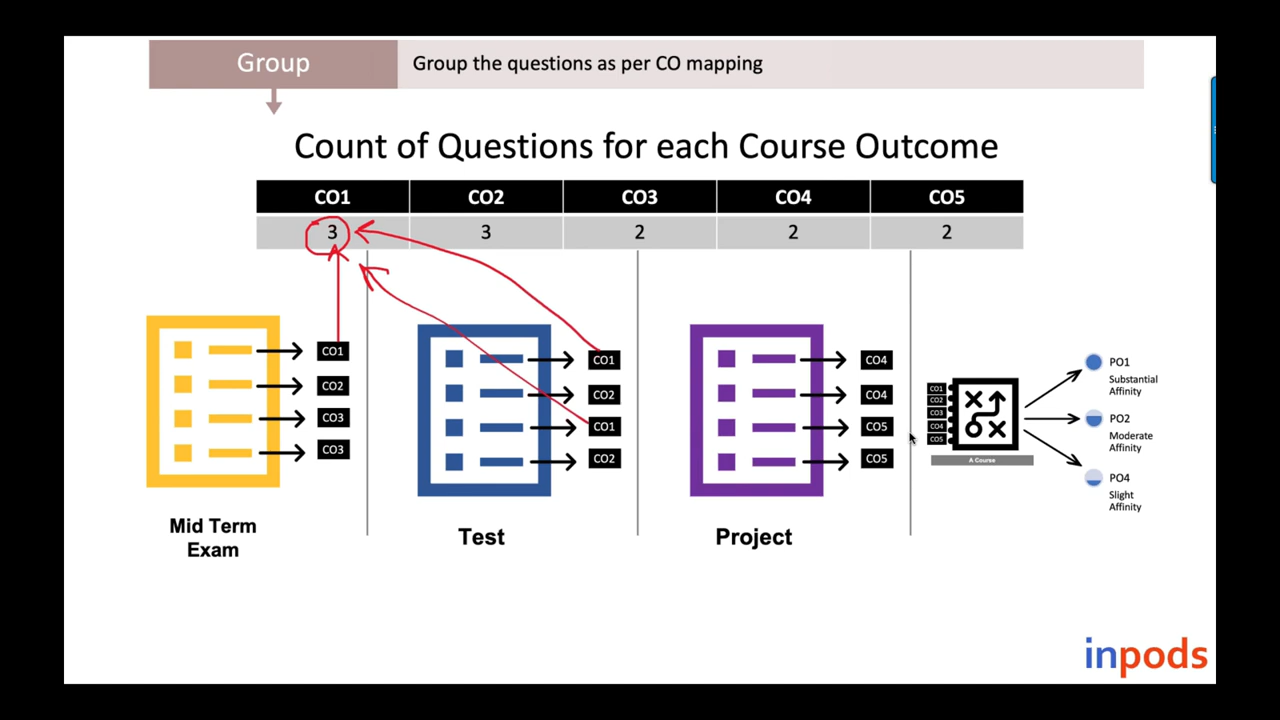 Group
Group the questions as per CO mapping
Count of Questions for each Course Outcome
CO1 CO2 CO3 CO4 CO5
3 3 2 2 2
CO1
CO2
CO3
CO3
Mid Term
Exam
CO1
CO2
CO1
CO2
Test
CO4
CO4
CO5
CO5
Project
CO1
CO2
CO3
CO4
CO5
A Course
PO1
Substantial
Affinity
PO2
Moderate
Affinity
PO4
Slight
Affinity
inpods